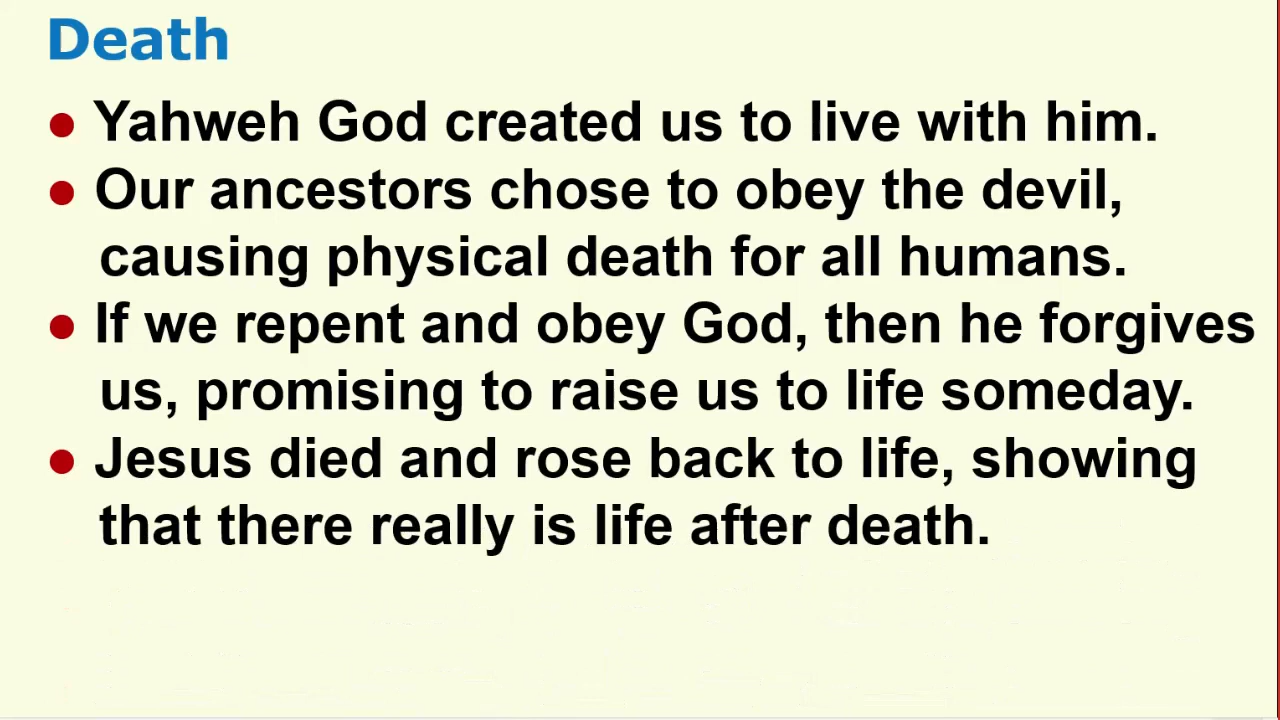 Death
● Yahweh God created us to live with him.
● Our ancestors chose to obey the devil,
causing physical death for all humans.
● If we repent and obey God, then he forgives
us, promising to raise us to life someday.
● Jesus died and rose back to life, showing
that there really is life after death.